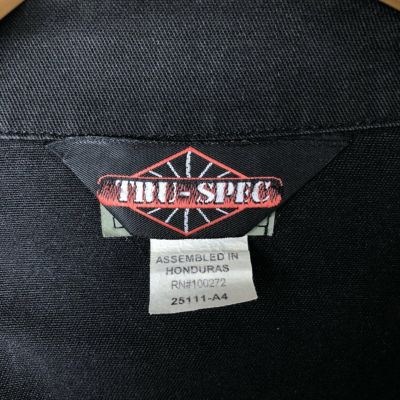 TRU-SPEC
ASSEMBLED IN
HONDURAS
RN#100272
25111-A4